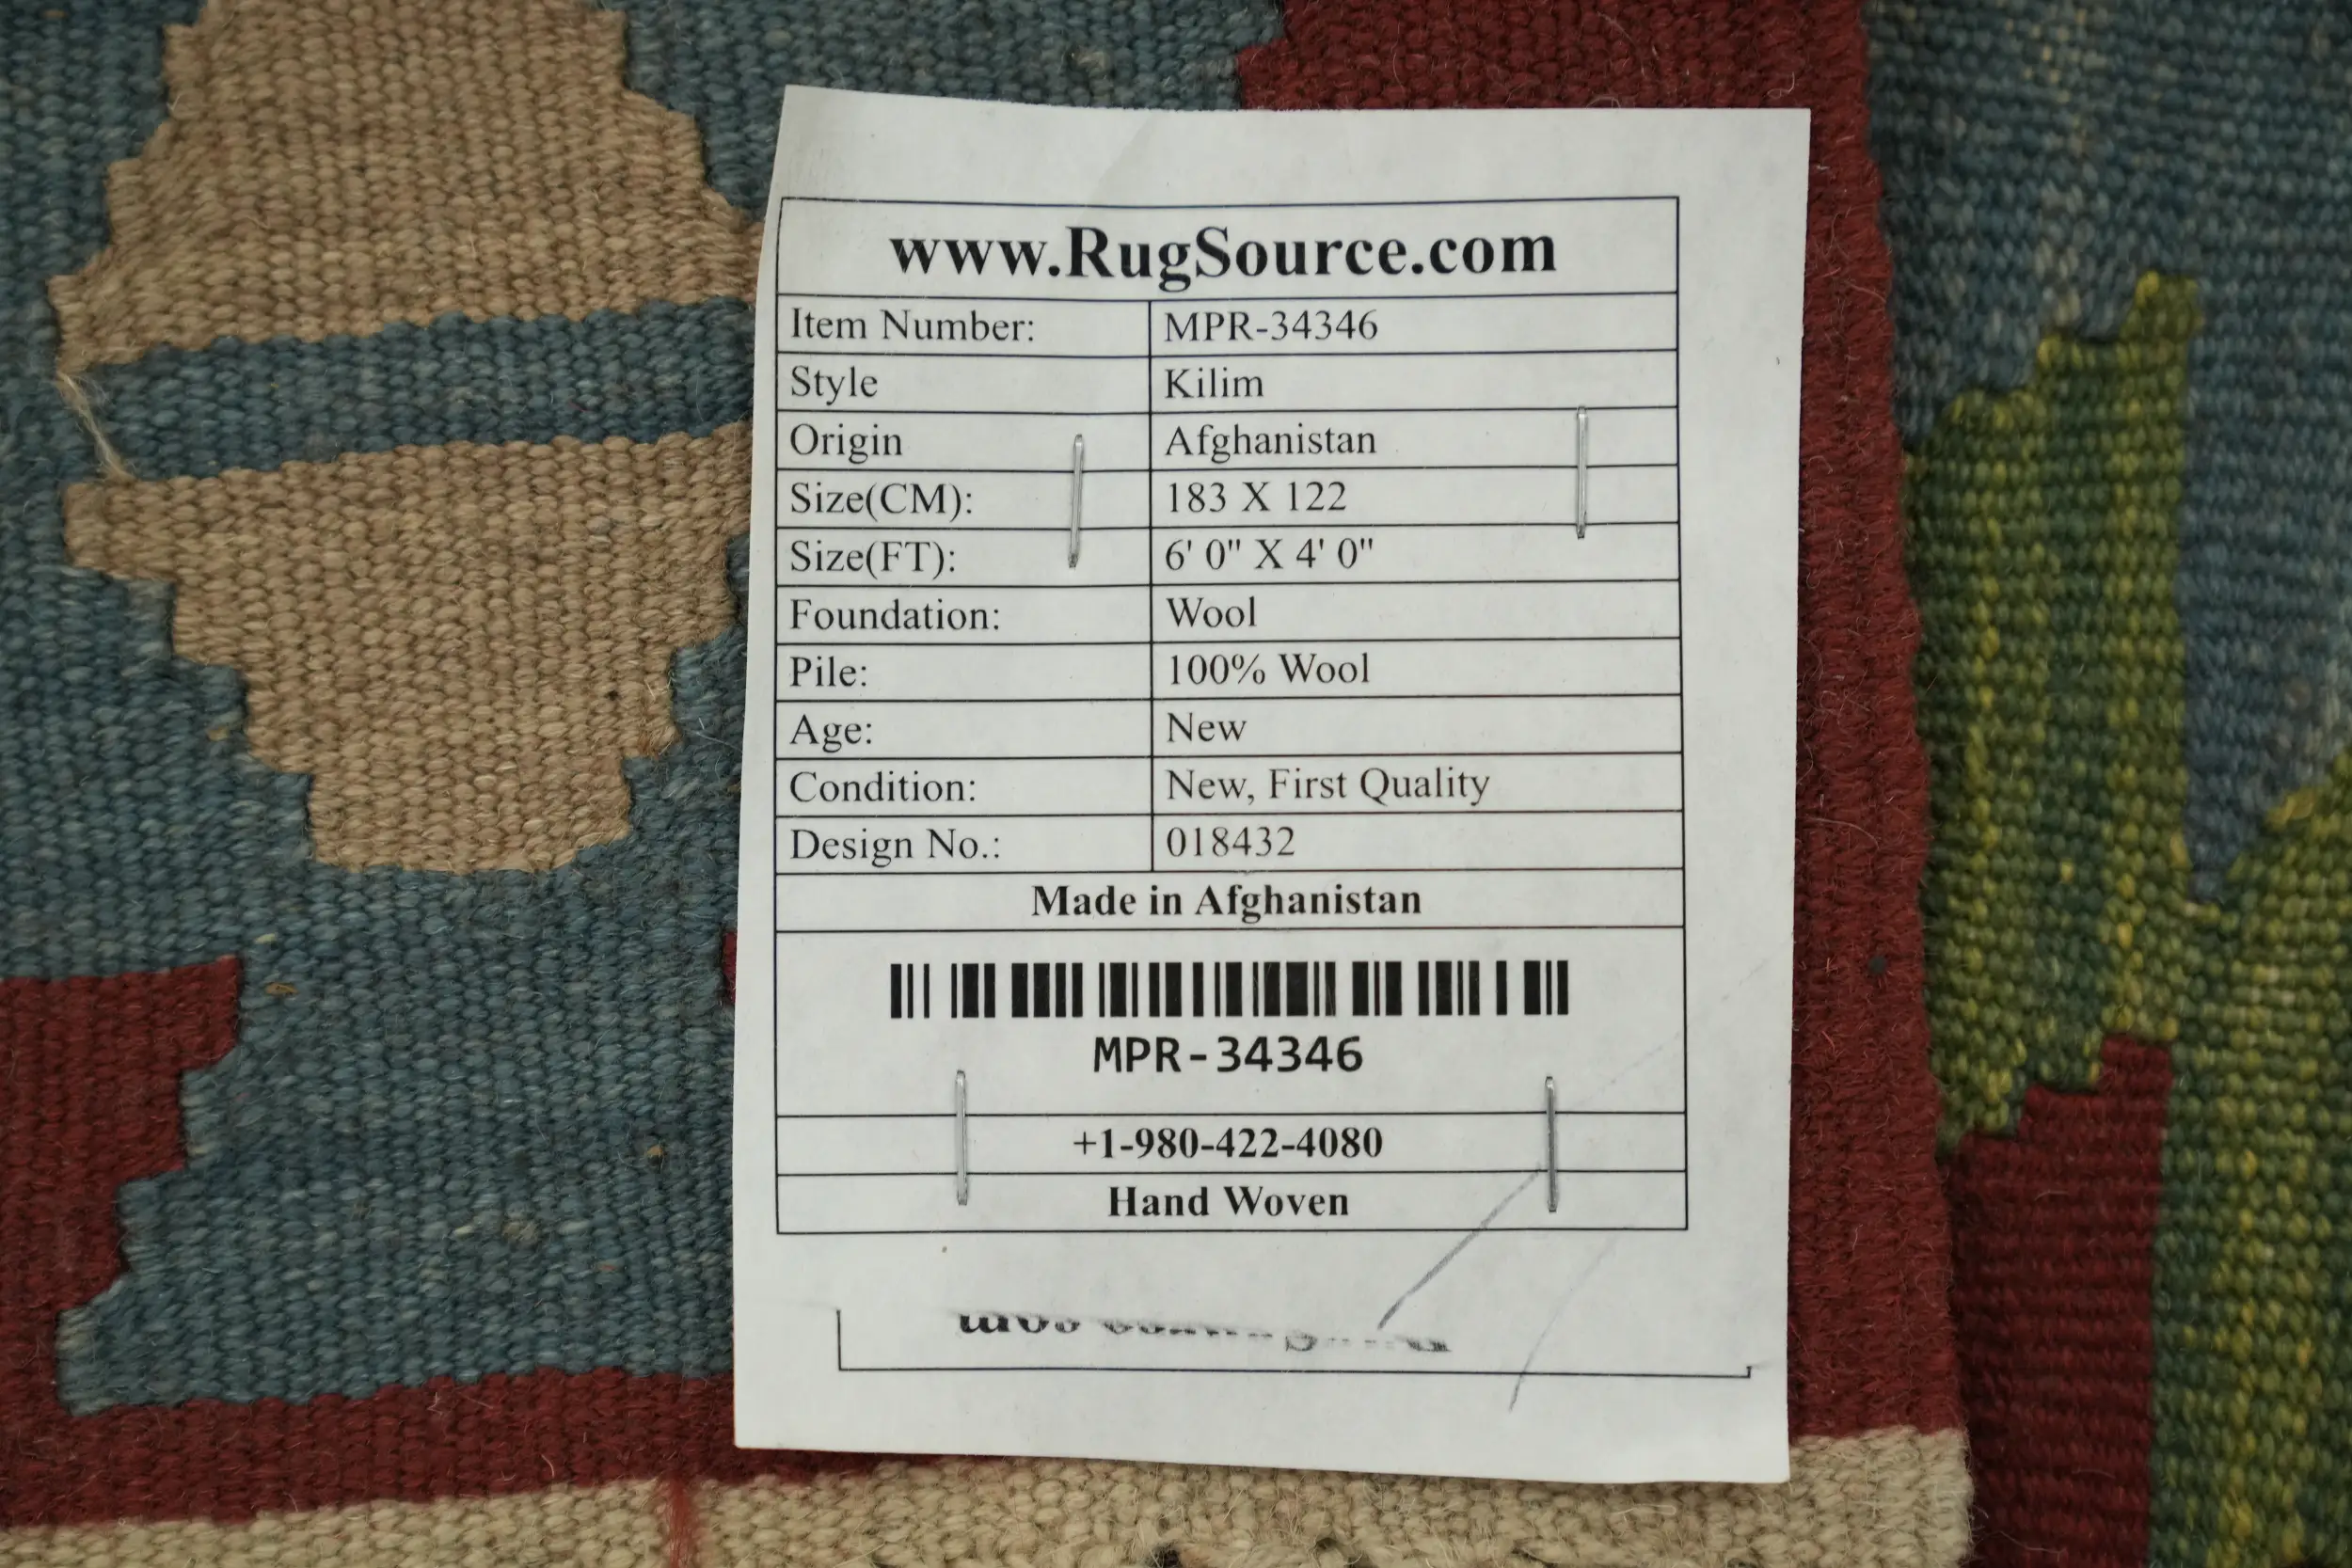 www.RugSource.com
Item Number: MPR-34346
Style Kilim
Origin Afghanistan
Size(CM): 183 X 122
Size(FT): 6' 0" X 4' 0"
Foundation: Wool
Pile: 100% Wool
Age: New
Condition: New, First Quality
Design No.: 018432
Made in Afghanistan
MPR-34346
+1-980-422-4080
Hand Woven